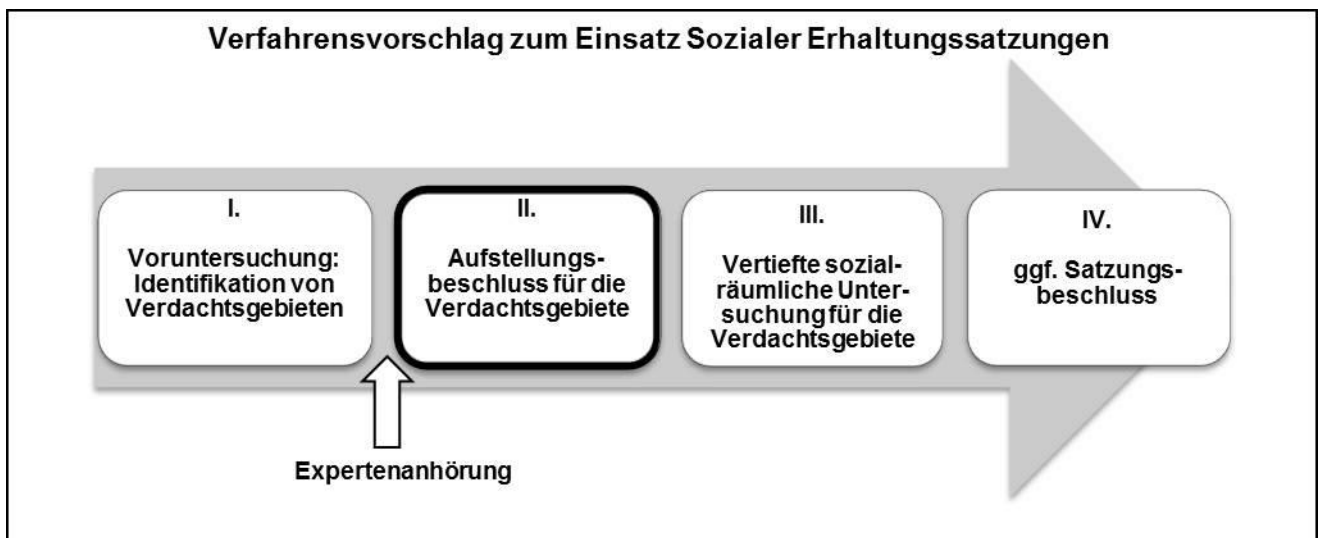 Verfahrensvorschlag zum Einsatz Sozialer Erhaltungssatzungen
I.
Voruntersuchung:
Identifikation von
Verdachtsgebieten
II.
Aufstellungs-
beschluss für die
Verdachtsgebiete
III.
Vertiefte sozial-
räumliche Unter-
suchung für die
Verdachtsgebiete
IV.
ggf. Satzungs-
beschluss
Expertenanhörung